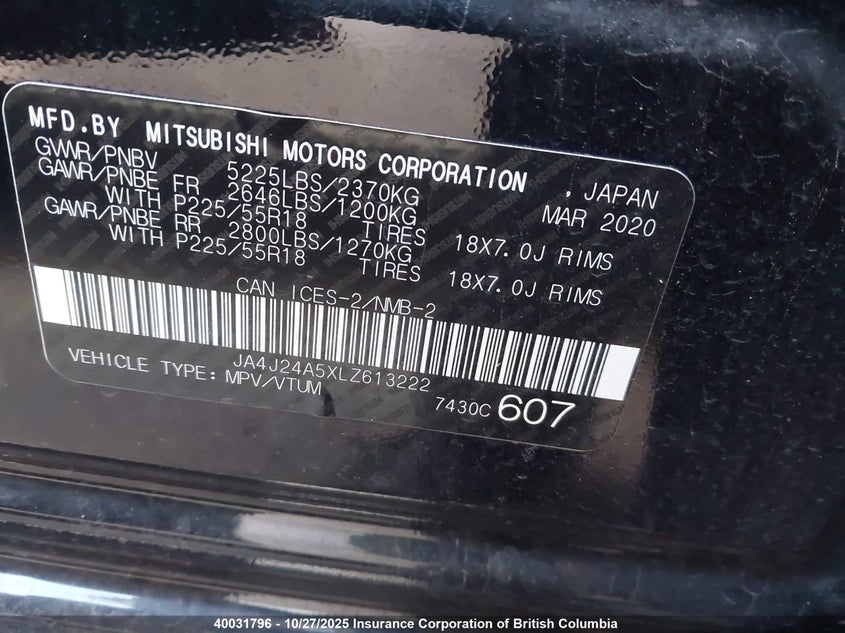 MFD.BY MITSUBISHI MOTORS CORPORATION , JAPAN
GWWR/PNBV 5225LBS/2370KG MAR 2020
GAWR/PNBE FR 2646LBS/1200KG
WITH P225/55R18 TIRES 18X7.0J RIMS
GAWR/PNBE RR 2800LBS/1270KG
WITH P225/55R18 TIRES 18X7.0J RIMS
CAN ICES-2/NMB-2
JA4J24A5XLZ613222
VEHICLE TYPE: MPV/VTUM
7430C 607
40031796 - 10/27/2025 Insurance Corporation of British Columbia